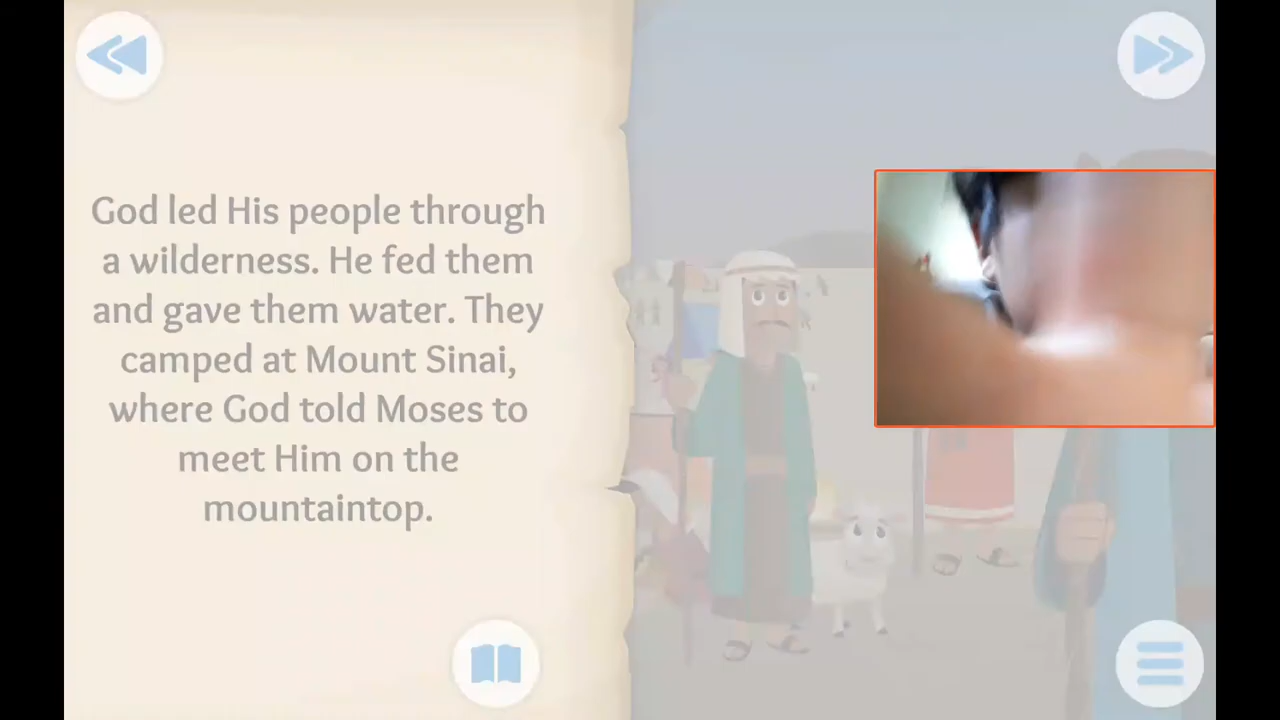 God led His people through
a wilderness. He fed them
and gave them water. They
camped at Mount Sinai,
where God told Moses to
meet Him on the
mountaintop.